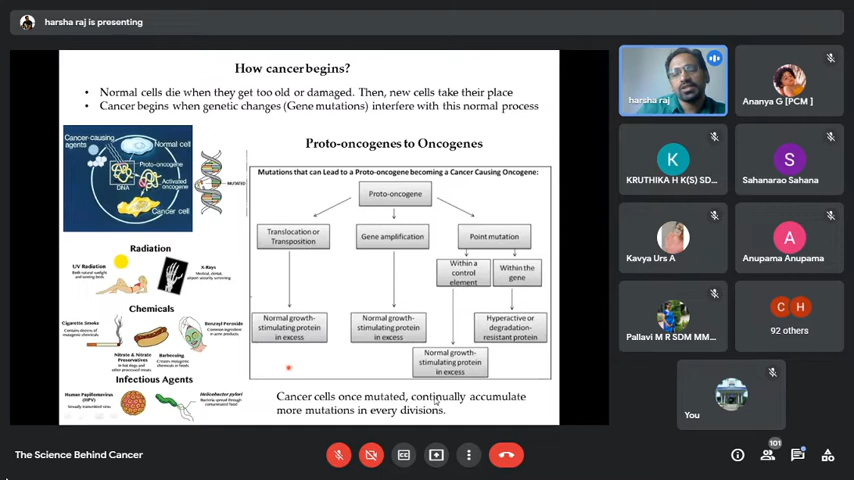 harsha raj is presenting
How cancer begins?
• Normal cells die when they get too old or damaged. Then, new cells take their place
• Cancer begins when genetic changes (Gene mutations) interfere with this normal process
Proto-oncogenes to Oncogenes
Cancer-causing
agents
Normal cell
Proto-oncogene
DNA
Activated
oncogene
Cancer cell
MUTATED
Mutations that can Lead to a Proto-oncogene becoming a Cancer Causing Oncogene:
Proto-oncogene
Translocation or
Transposition
Gene amplification
Point mutation
Within a
control
element
Within the
gene
Normal growth-
stimulating protein
in excess
Normal growth-
stimulating protein
in excess
Hyperactive or
degradation-
resistant protein
Normal growth-
stimulating protein
in excess
Radiation
UV Radiation
X-Rays
Chemicals
Cigarette Smoke
Benzoyl Peroxide
Nitrate & Nitrite
Preservatives
Barbecuing
Infectious Agents
Human Papillomavirus
(HPV)
Helicobacter pylori
Cancer cells once mutated, continually accumulate
more mutations in every divisions.
harsha raj
Ananya G [PCM ]
KRUTHIKA H K(S) SD...
Sahanarao Sahana
Kavya Urs A
Anupama Anupama
Pallavi M R SDM MM...
92 others
You
K
S
A
C
H
The Science Behind Cancer
101